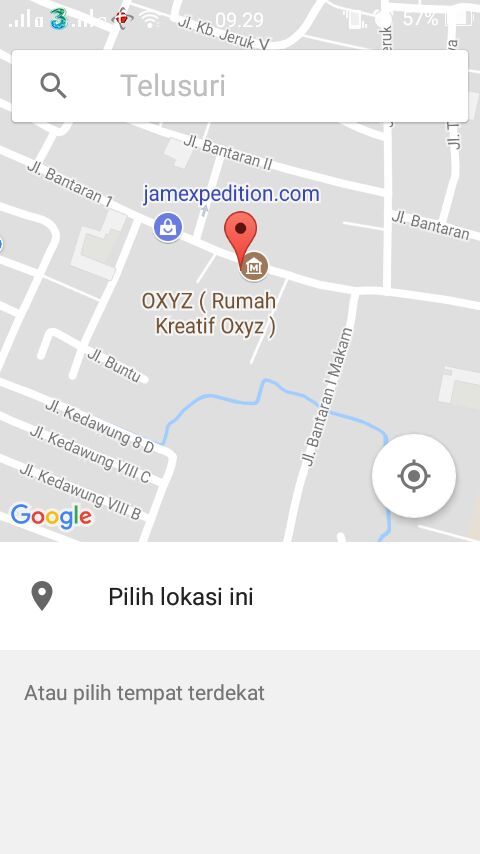 09.29
57%
Jl. Kb. Jeruk V
Telusuri
Jl. Bantaran II
Jl. Bantaran 1
jamexpedition.com
Jl. Bantaran
OXYZ ( Rumah
Kreatif Oxyz )
Jl. Buntu
Jl. Bantaran I Makam
Jl. Kedawung 8 D
Jl. Kedawung VIII C
Jl. Kedawung VIII B
Google
Pilih lokasi ini
Atau pilih tempat terdekat